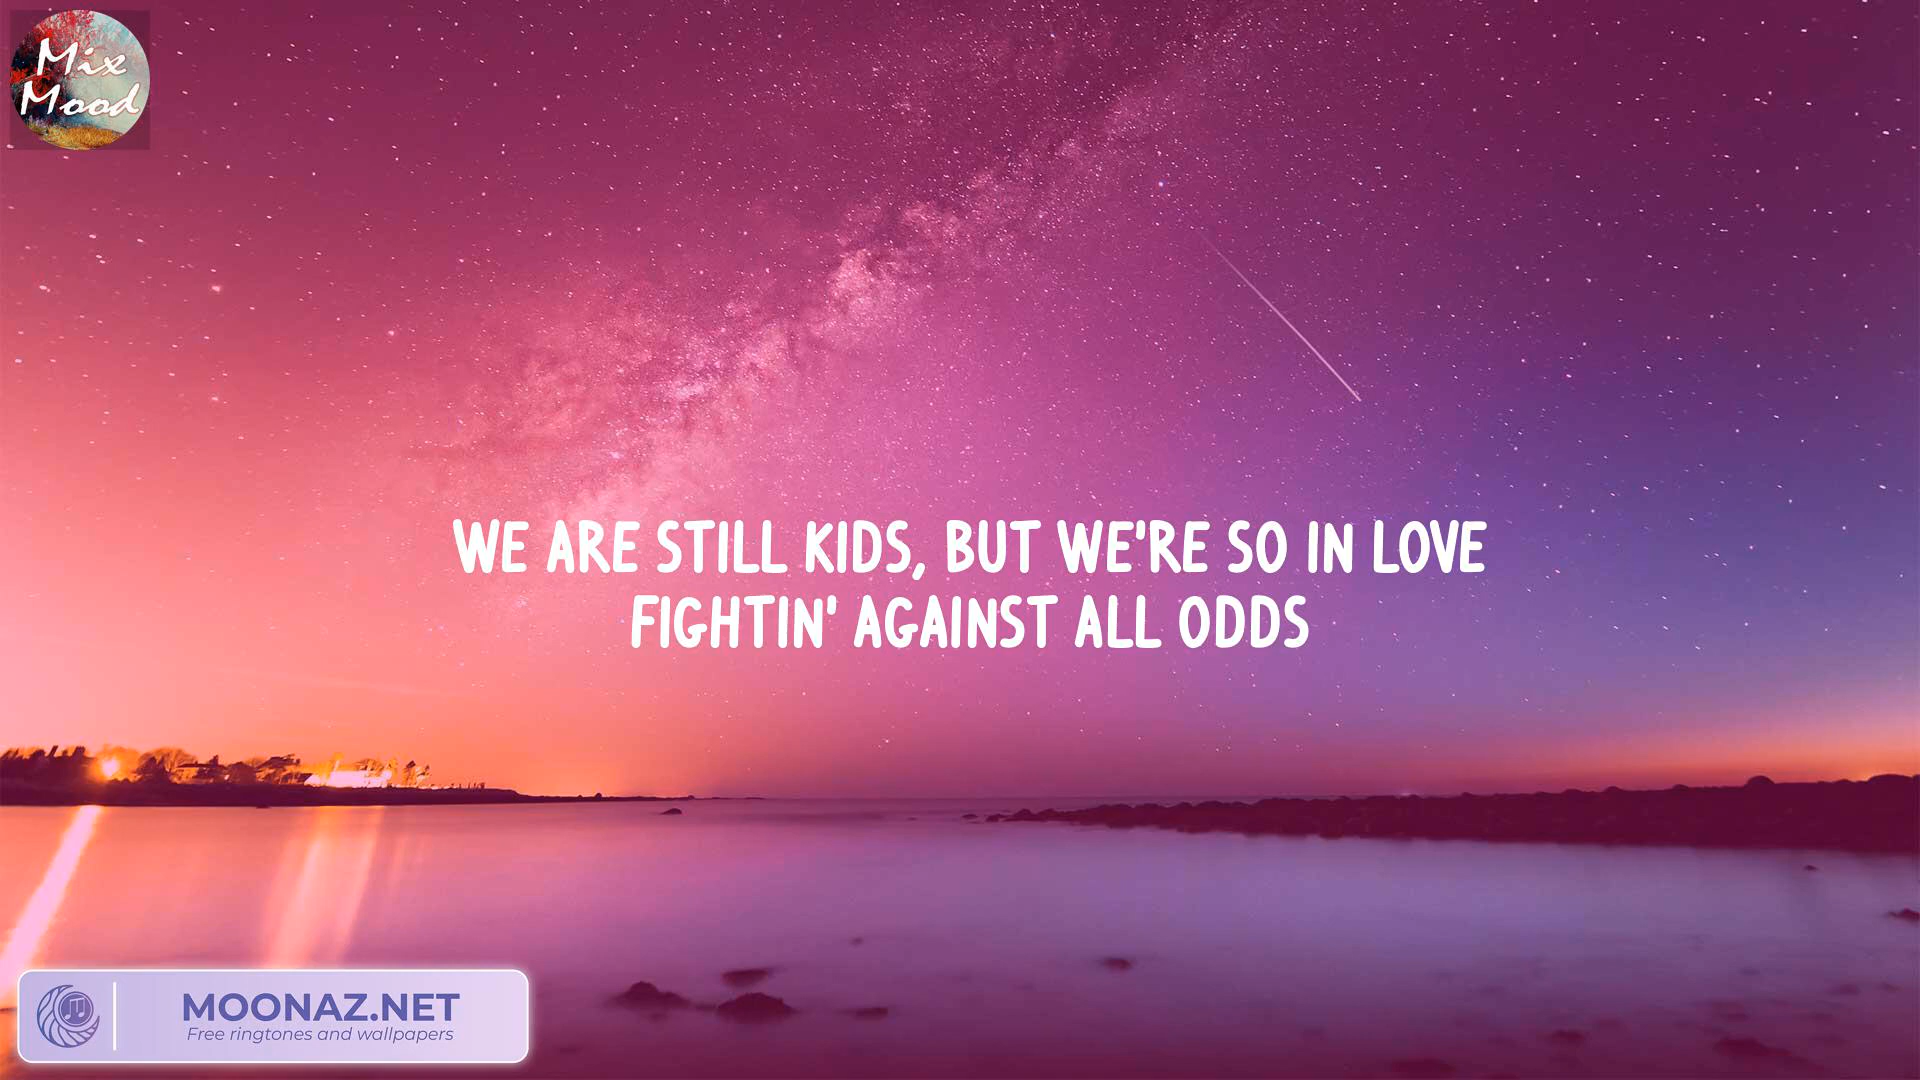 Mix
Mood
WE ARE STILL KIDS, BUT WE'RE SO IN LOVE
FIGHTIN' AGAINST ALL ODDS
MOONAZ.NET
Free ringtones and wallpapers